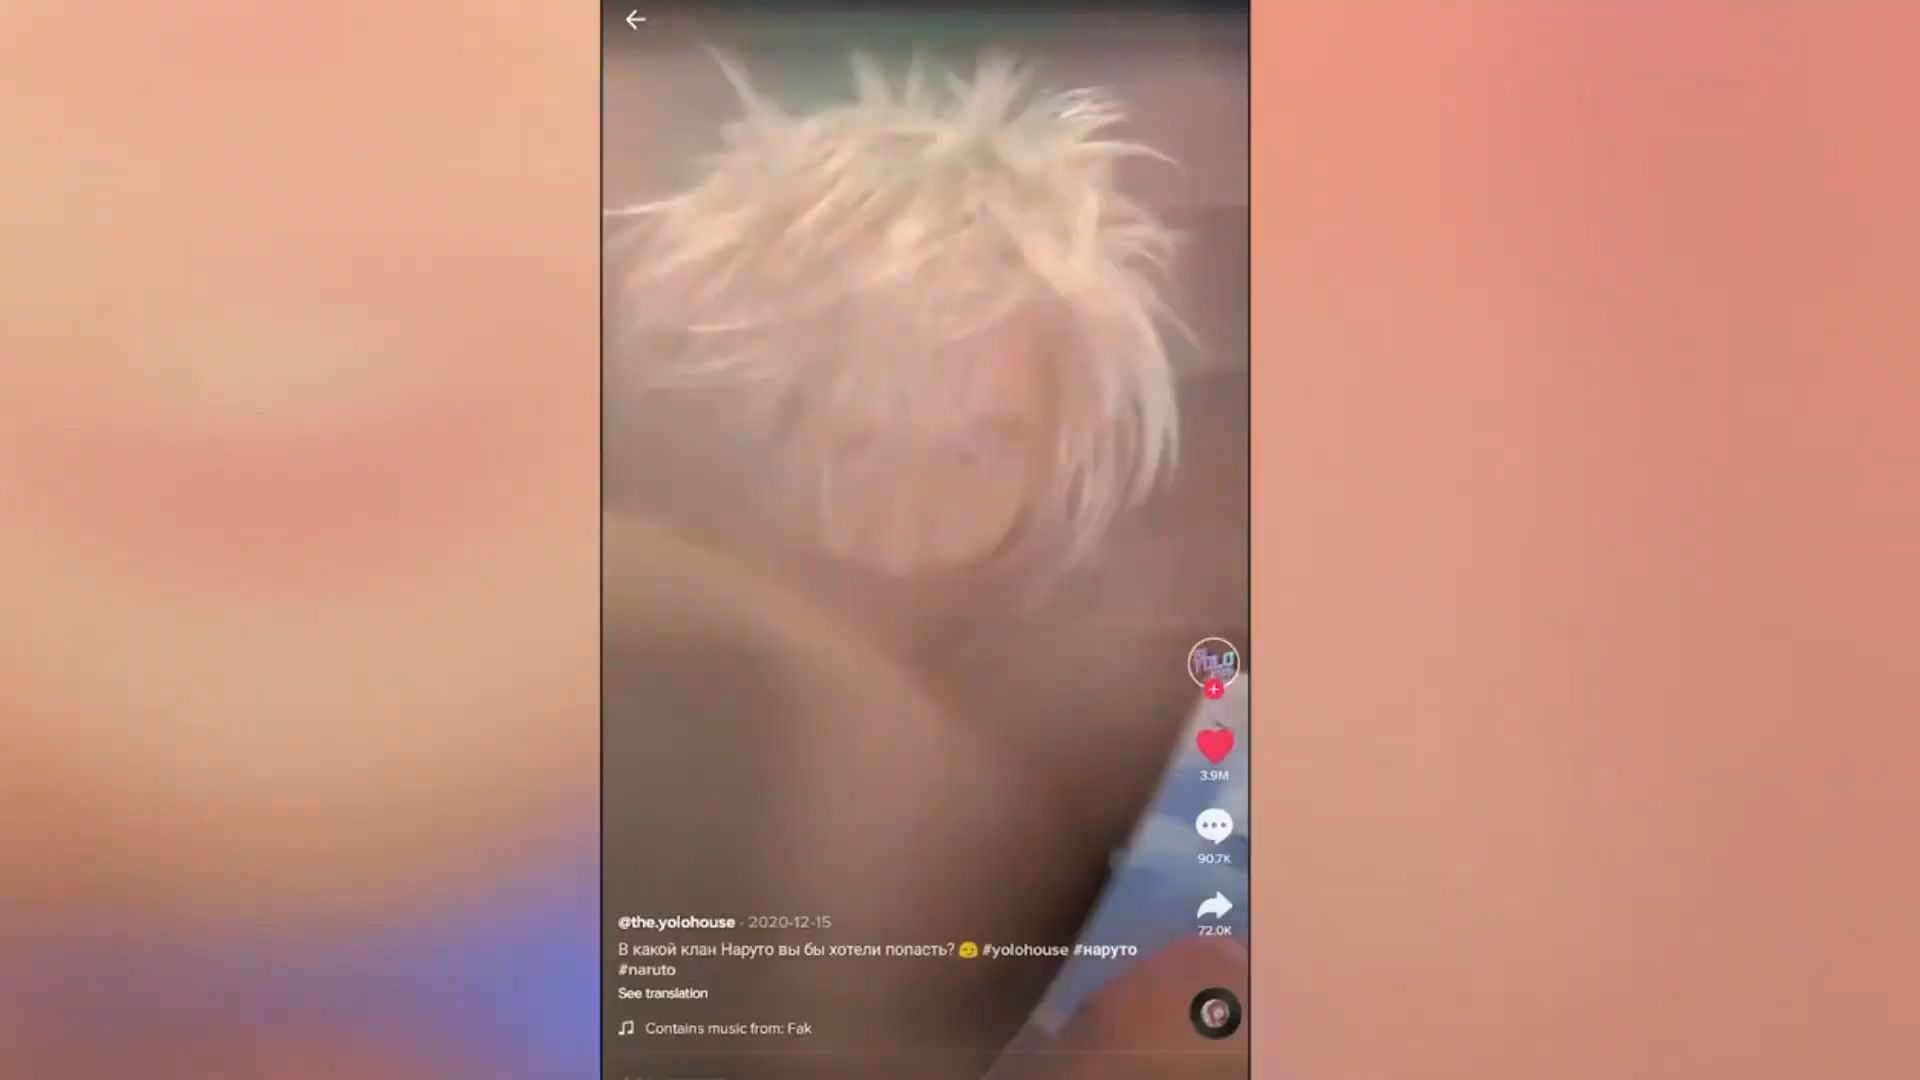 YOLO
3.9M
90.7K
72.0K
@the.yolohouse · 2020-12-15
В какой клан Наруто вы бы хотели попасть? 😏 #yolohouse #наруто
#naruto
See translation
Contains music from: Fak